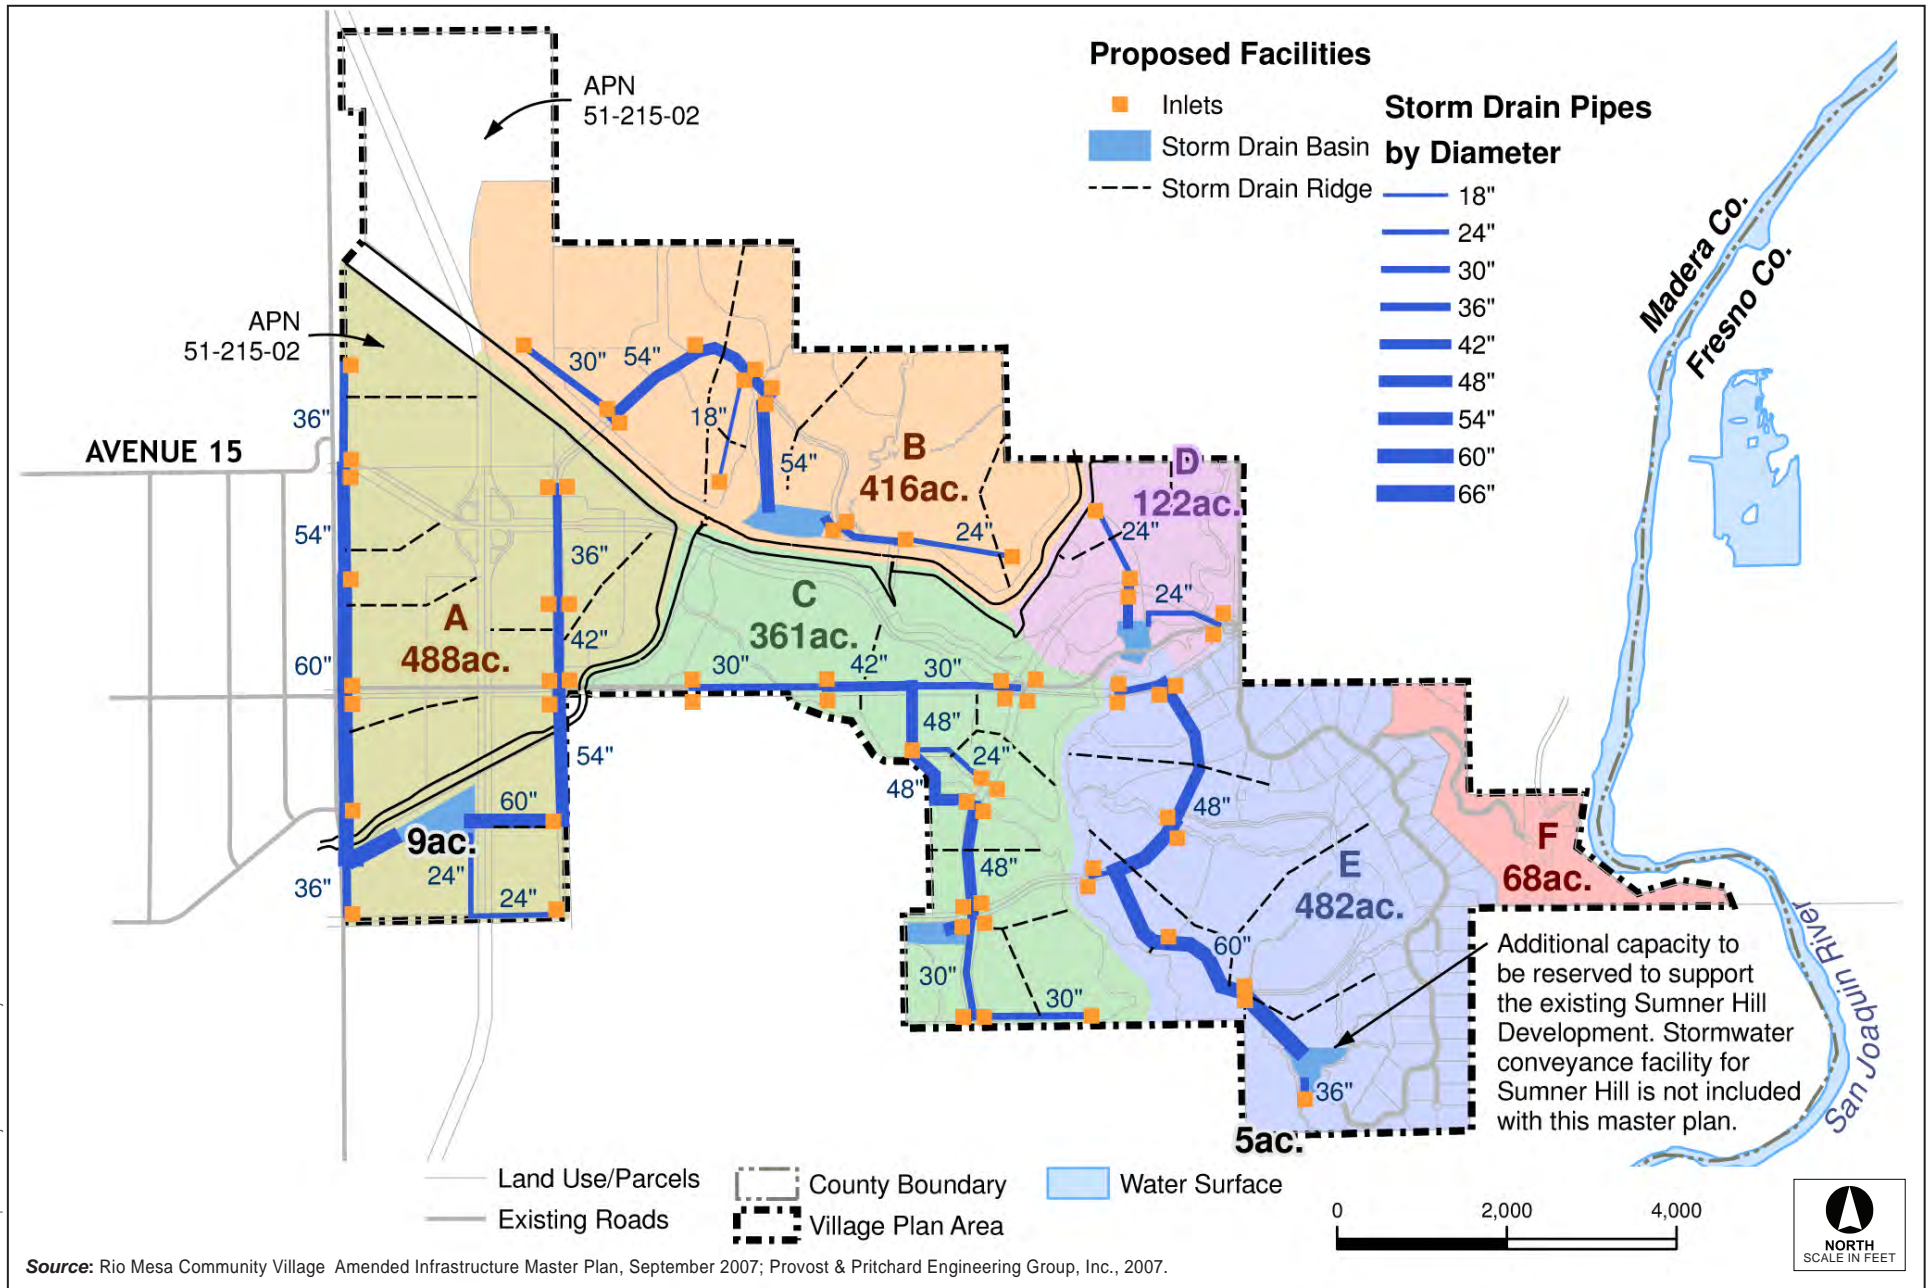 APN
51-215-02
Proposed Facilities
Inlets
Storm Drain Basin
Storm Drain Ridge
Storm Drain Pipes
by Diameter
18"
24"
30"
36"
42"
48"
54"
60"
66"
Madera Co.
Fresno Co.
APN
51-215-02
AVENUE 15
36"
54"
60"
36"
30"
54"
18"
54"
B
416ac.
24"
D
122ac.
24"
24"
36"
42"
A
488ac.
C
361ac.
30"
42"
30"
48"
24"
48"
54"
60"
9ac.
24"
24"
48"
30"
30"
48"
E
482ac.
60"
F
68ac.
36"
5ac.
Additional capacity to
be reserved to support
the existing Sumner Hill
Development. Stormwater
conveyance facility for
Sumner Hill is not included
with this master plan.
San Joaquin River
Land Use/Parcels
Existing Roads
County Boundary
Village Plan Area
Water Surface
0
2,000
4,000
NORTH
SCALE IN FEET
Source: Rio Mesa Community Village Amended Infrastructure Master Plan, September 2007; Provost & Pritchard Engineering Group, Inc., 2007.